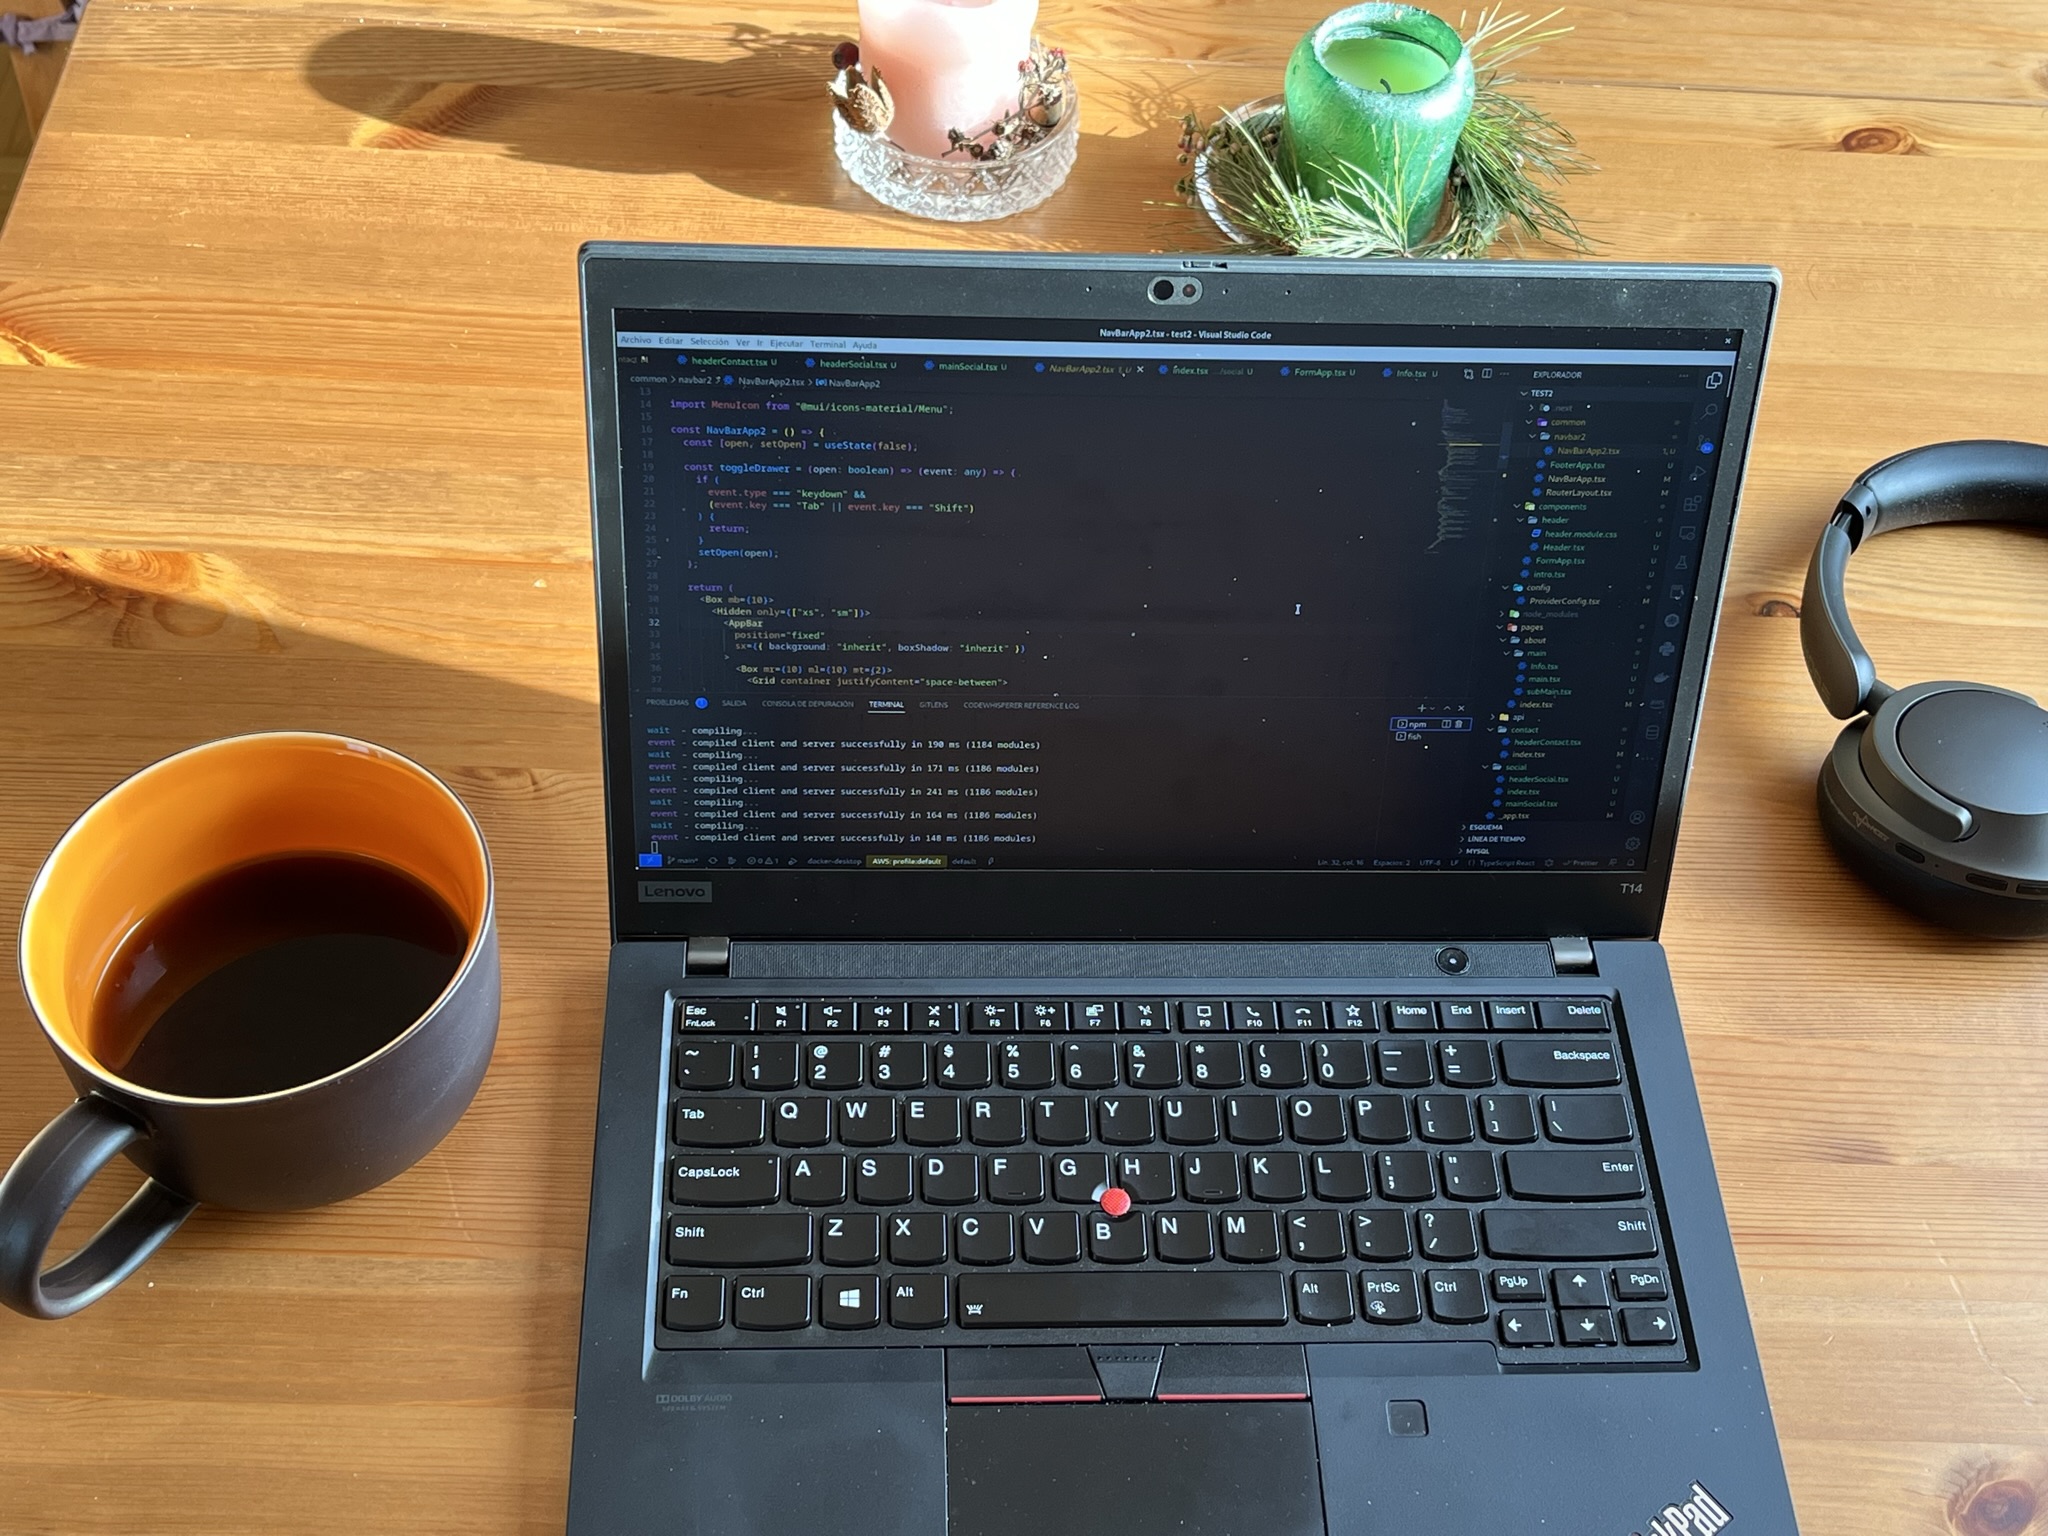 NavBarApp2.tsx - test2 - Visual Studio Code
Archivo Editar Selección Ver Ir Ejecutar Terminal Ayuda
headerContact.tsx U headerSocial.tsx U mainSocial.tsx U NavBarApp2.tsx 1, U index.tsx .../social U FormApp.tsx U Info.tsx U
common > navbar2 > NavBarApp2.tsx > NavBarApp2
13
14 import MenuIcon from "@mui/icons-material/Menu";
15
16 const NavBarApp2 = () => {
17 const [open, setOpen] = useState(false);
18
19 const toggleDrawer = (open: boolean) => (event: any) => {
20 if (
21 event.type === "keydown" &&
22 (event.key === "Tab" || event.key === "Shift")
23 ) {
24 return;
25 }
26 setOpen(open);
27 };
28
29 return (
30 <Box mb={10}>
31 <Hidden only={["xs", "sm"]}>
32 <AppBar
33 position="fixed"
34 sx={{ background: "inherit", boxShadow: "inherit" }}
35 >
36 <Box mr={10} ml={10} mt={2}>
37 <Grid container justifyContent="space-between">
EXPLORADOR
TEST2
.next
common
navbar2
NavBarApp2.tsx 1, U
FooterApp.tsx U
NavBarApp.tsx M
RouterLayout.tsx M
components
header
header.module.css U
Header.tsx U
FormApp.tsx U
intro.tsx U
config
ProviderConfig.tsx M
node_modules
pages
about
main
Info.tsx U
main.tsx U
subMain.tsx U
index.tsx M
api
contact
headerContact.tsx U
index.tsx M
social
headerSocial.tsx U
index.tsx U
mainSocial.tsx U
_app.tsx M
ESQUEMA
LÍNEA DE TIEMPO
MYSQL
PROBLEMAS SALIDA CONSOLA DE DEPURACIÓN TERMINAL GITLENS CODEWHISPERER REFERENCE LOG
npm
fish
wait - compiling...
event - compiled client and server successfully in 190 ms (1184 modules)
wait - compiling...
event - compiled client and server successfully in 171 ms (1186 modules)
wait - compiling...
event - compiled client and server successfully in 241 ms (1186 modules)
wait - compiling...
event - compiled client and server successfully in 164 ms (1186 modules)
wait - compiling...
event - compiled client and server successfully in 148 ms (1186 modules)
main* 0 1 docker-desktop AWS: profile:default default Lín. 32, col. 16 Espacios: 2 UTF-8 LF {} TypeScript React Prettier
Lenovo T14
Esc F1 F2 F3 F4 F5 F6 F7 F8 F9 F10 F11 F12 Home End Insert Delete
FnLock
~ ! @ # $ % ^ & * ( ) — + Backspace
` 1 2 3 4 5 6 7 8 9 0 - =
Tab Q W E R T Y U I O P { } |
[ ] \
CapsLock A S D F G H J K L : " Enter
; '
Shift Z X C V B N M < > ? Shift
, . /
Fn Ctrl Alt Alt PrtSc Ctrl PgUp PgDn
DOLBY AUDIO
SPEAKER SYSTEM